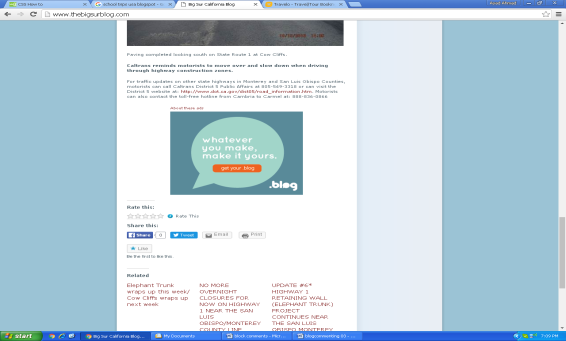 CSS How to
school trips usa blogspot - G
Big Sur California Blog
Travelo - Travel/Tour Booki
www.thebigsurblog.com
Paving completed looking south on State Route 1 at Cow Cliffs.
Caltrans reminds motorists to move over and slow down when driving
through highway construction zones.
For traffic updates on other state highways in Monterey and San Luis Obispo Counties,
motorists can call Caltrans District 5 Public Affairs at 805-549-3318 or can visit the
District 5 website at: http://www.dot.ca.gov/dist05/road_information.htm. Motorists
can also contact the toll-free hotline from Cambria to Carmel at: 888-836-0866
About these ads
whatever
you make,
make it yours.
get your .blog
.blog
Rate this:
Rate This
Share this:
Share
0
Tweet
Email
Print
Like
Be the first to like this.
Related
Elephant Trunk
wraps up this week/
Cow Cliffs wraps up
next week
NO MORE
OVERNIGHT
CLOSURES FOR
NOW ON HIGHWAY
1 NEAR THE SAN
LUIS
OBISPO/MONTEREY
COUNTY LINE
UPDATE #6*
HIGHWAY 1
RETAINING WALL
(ELEPHANT TRUNK)
PROJECT
CONTINUES NEAR
THE SAN LUIS
OBISPO MONTEREY
start
Big Sur California Blog...
My Documents
block comments - Micr...
blogcommenting 03 - ...
7:09 PM